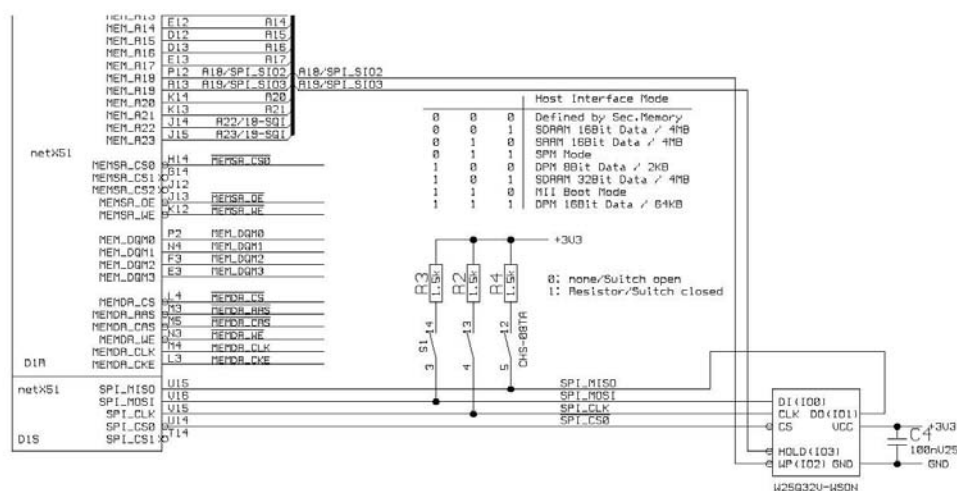 MEM_A13
MEM_A14 E12 A14
MEM_A15 D12 A15
MEM_A16 D13 A16
MEM_A17 E13 A17
MEM_A18 P12 A18/SPI_SIO2 A18/SPI_SIO2
MEM_A19 A13 A19/SPI_SIO3 A19/SPI_SIO3
MEM_A20 K14 A20
MEM_A21 K13 A21
MEM_A22 J14 A22/18-SQI
MEM_A23 J15 A23/19-SQI
netX51
MEMSR_CS0 H14 MEMSR_CS0
MEMSR_CS1 G14
MEMSR_CS2 J12
MEMSR_OE J13 MEMSR_OE
MEMSR_WE K12 MEMSR_WE
MEM_DQM0 P2 MEM_DQM0
MEM_DQM1 N4 MEM_DQM1
MEM_DQM2 F3 MEM_DQM2
MEM_DQM3 E3 MEM_DQM3
MEMDR_CS L4 MEMDR_CS
MEMDR_RAS M3 MEMDR_RAS
MEMDR_CAS M5 MEMDR_CAS
MEMDR_WE N3 MEMDR_WE
MEMDR_CLK M4 MEMDR_CLK
D1A MEMDR_CKE L3 MEMDR_CKE
Host Interface Mode
0 0 0 Defined by Sec.Memory
0 0 1 SDRAM 16Bit Data / 4MB
0 1 0 SRAM 16Bit Data / 4MB
0 1 1 SPM Mode
1 0 0 DPM 8Bit Data / 2KB
1 0 1 SDRAM 32Bit Data / 4MB
1 1 0 MII Boot Mode
1 1 1 DPM 16Bit Data / 64KB
+3V3
R3 1.5k R2 1.5k R4 1.5k
0: none/Switch open
1: Resistor/Switch closed
S1 14 13 12 CHS-08TA
3 4 5
netX51
SPI_MISO U15 SPI_MISO
SPI_MOSI V16 SPI_MOSI
SPI_CLK V15 SPI_CLK
SPI_CS0 U14 SPI_CS0
D1S SPI_CS1 T14
DI(IO0)
CLK DO(IO1)
CS VCC +3V3
C4
100nV25
HOLD(IO3)
WP(IO2) GND GND
W25Q32V-WSON